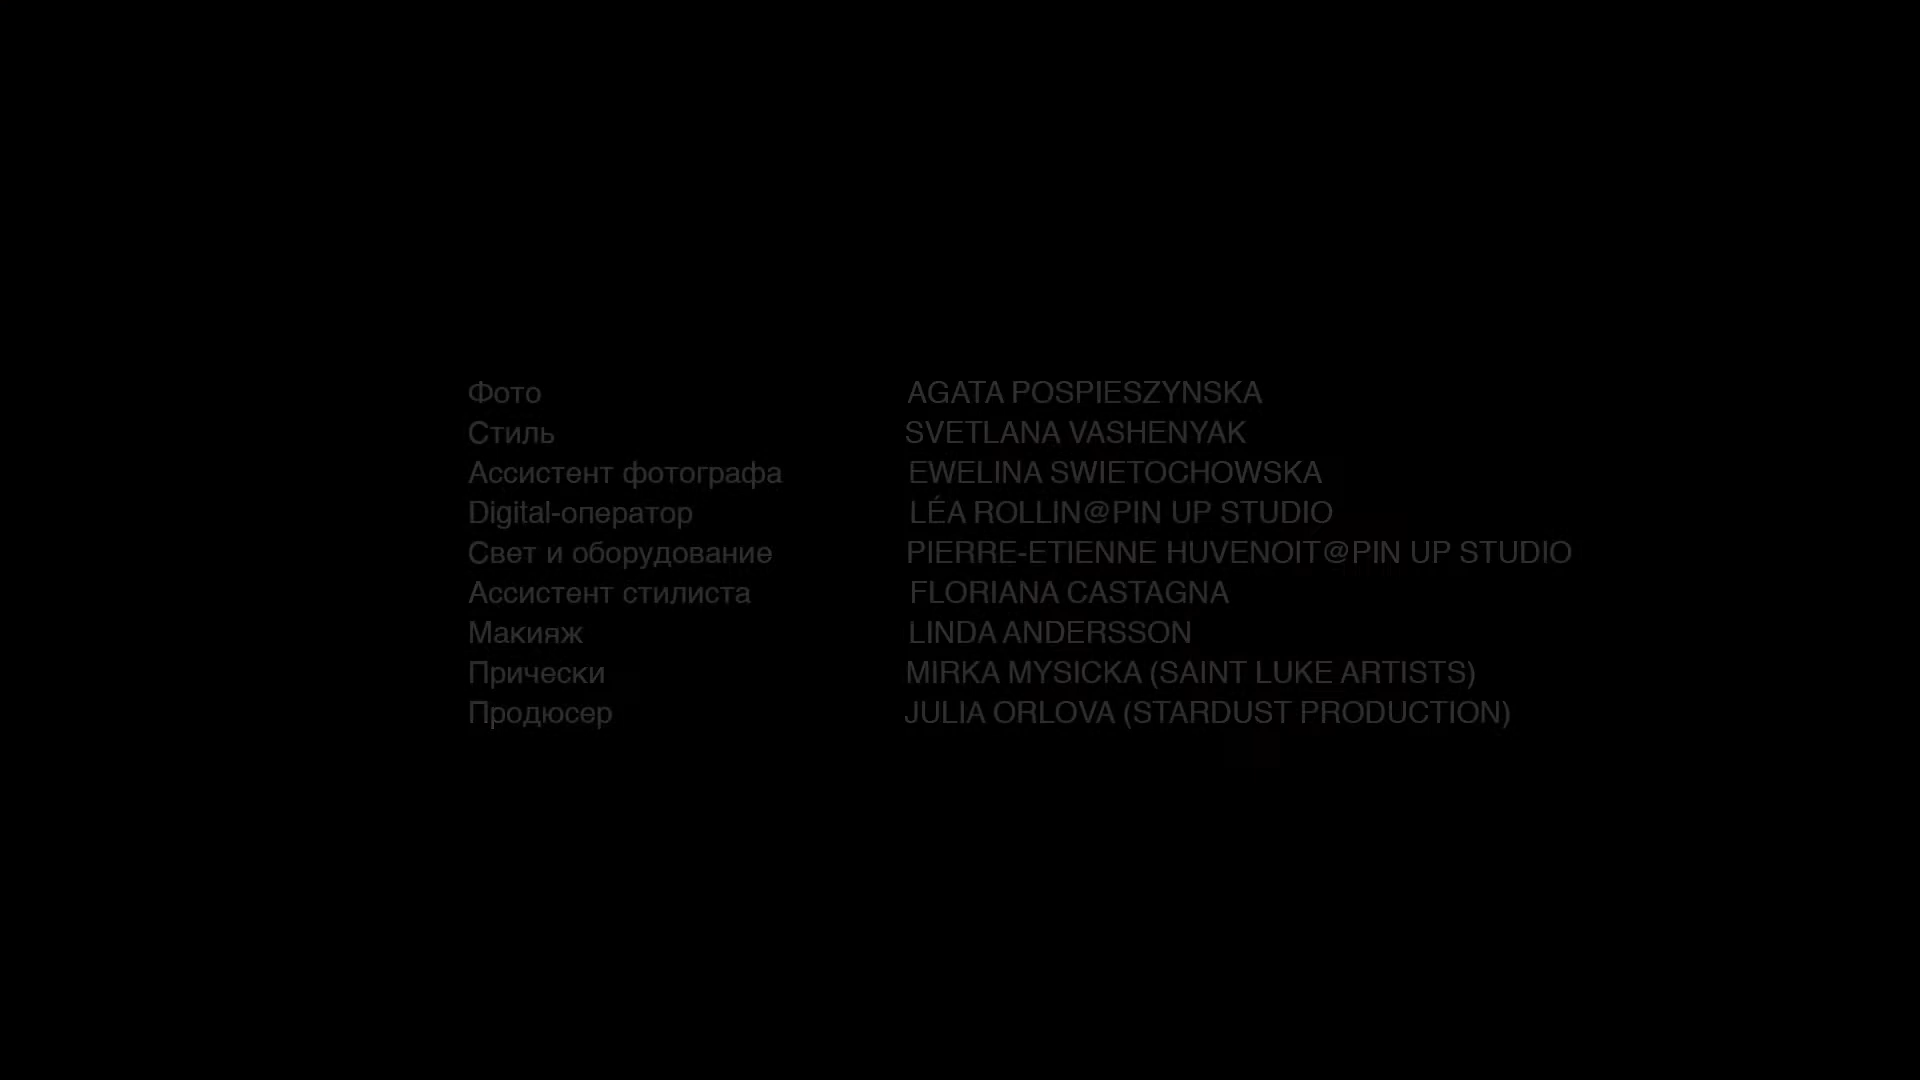 Фото AGATA POSPIESZYNSKA
Стиль SVETLANA VASHENYAK
Ассистент фотографа EWELINA SWIETOCHOWSKA
Digital-оператор LÉA ROLLIN@PIN UP STUDIO
Свет и оборудование PIERRE-ETIENNE HUVENOIT@PIN UP STUDIO
Ассистент стилиста FLORIANA CASTAGNA
Макияж LINDA ANDERSSON
Прически MIRKA MYSICKA (SAINT LUKE ARTISTS)
Продюсер JULIA ORLOVA (STARDUST PRODUCTION)